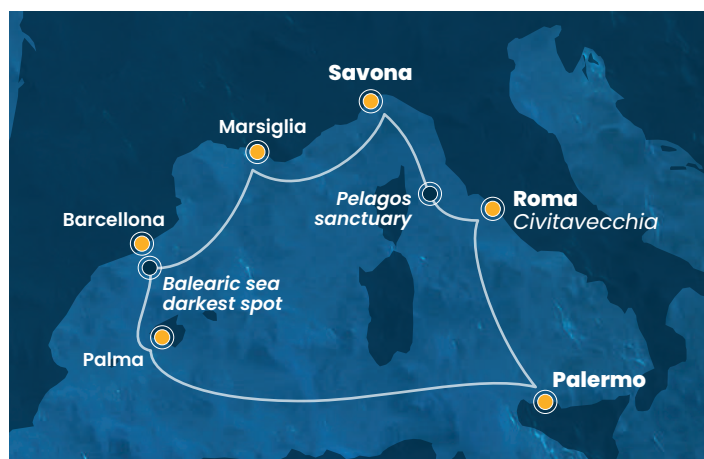 Savona
Marsiglia
Pelagos
sanctuary
Roma
Civitavecchia
Barcellona
Balearic sea
darkest spot
Palma
Palermo